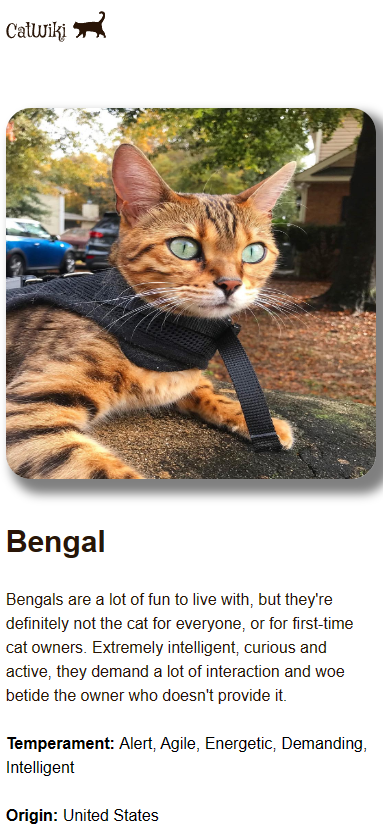 CatWiki
Bengal
Bengals are a lot of fun to live with, but they're
definitely not the cat for everyone, or for first-time
cat owners. Extremely intelligent, curious and
active, they demand a lot of interaction and woe
betide the owner who doesn't provide it.
Temperament: Alert, Agile, Energetic, Demanding,
Intelligent
Origin: United States